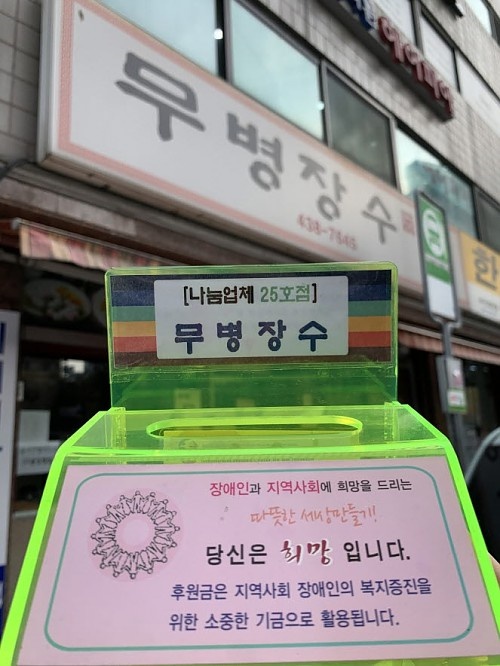 무병장수
438-7646
한
[나눔업체 25호점]
무병장수
장애인과 지역사회에 희망을 드리는
따뜻한 세상만들기!
당신은 희망 입니다.
후원금은 지역사회 장애인의 복지증진을
위한 소중한 기금으로 활용됩니다.